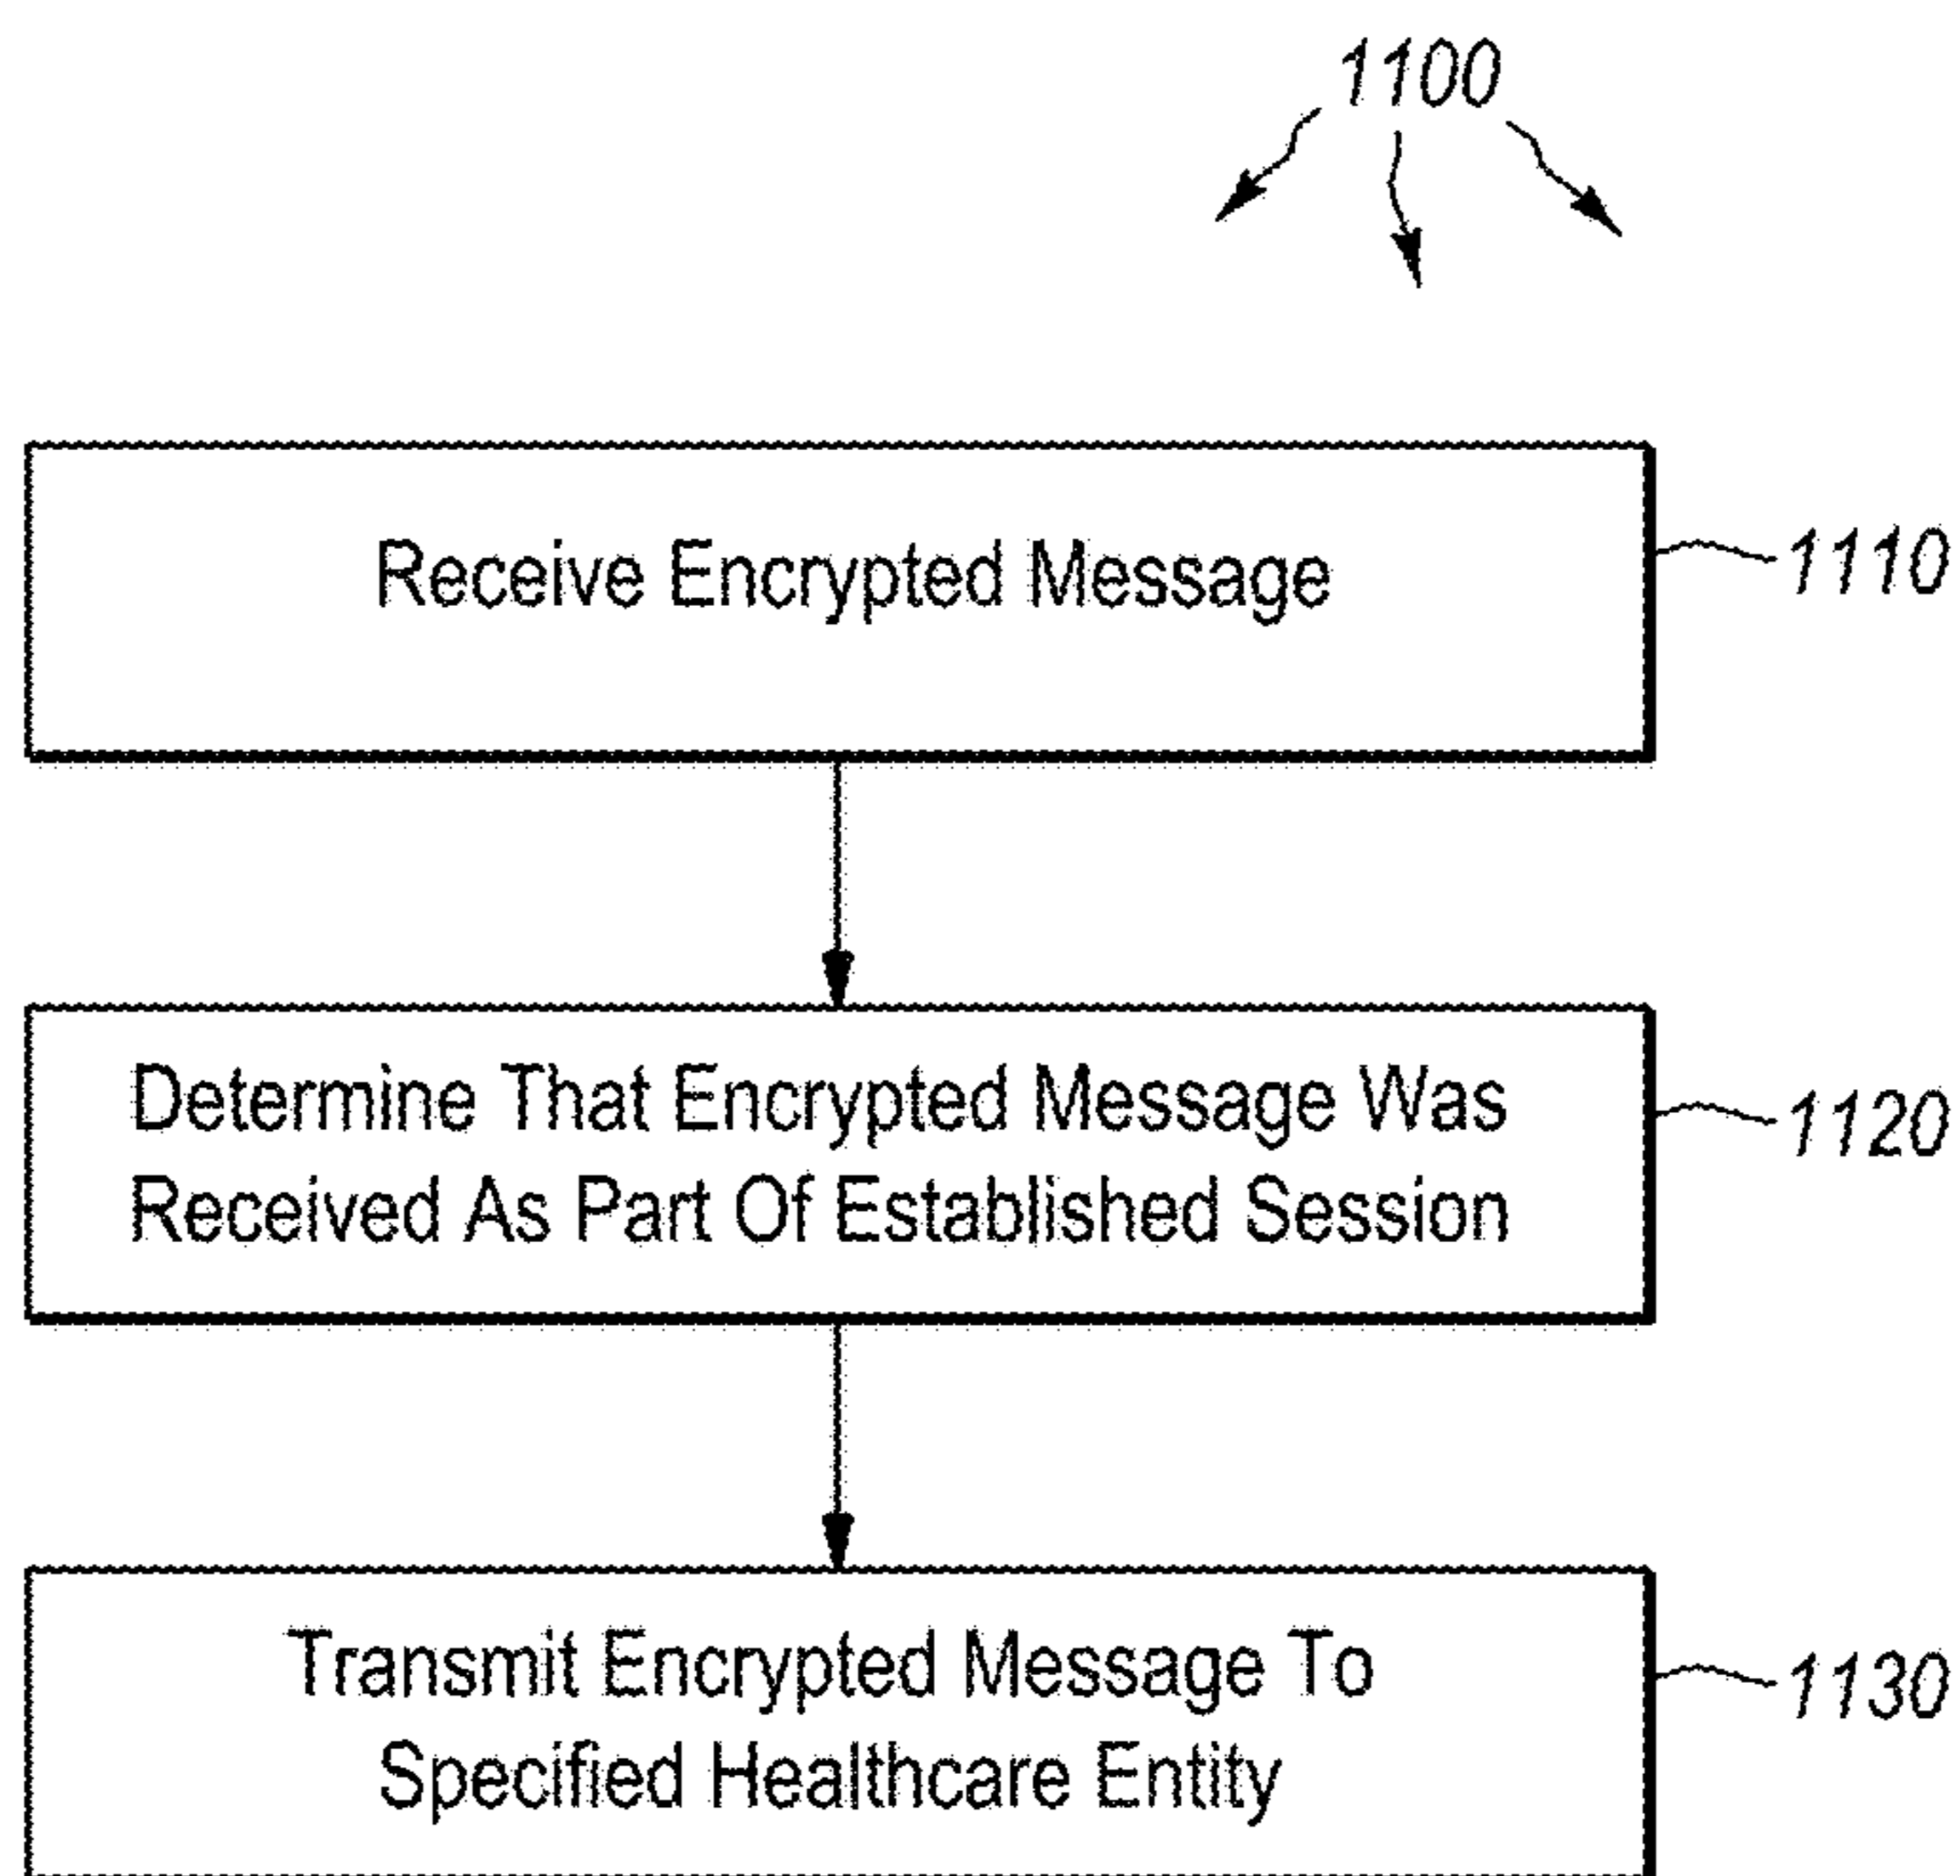 1100
Receive Encrypted Message
1110
Determine That Encrypted Message Was
Received As Part Of Established Session
1120
Transmit Encrypted Message To
Specified Healthcare Entity
1130